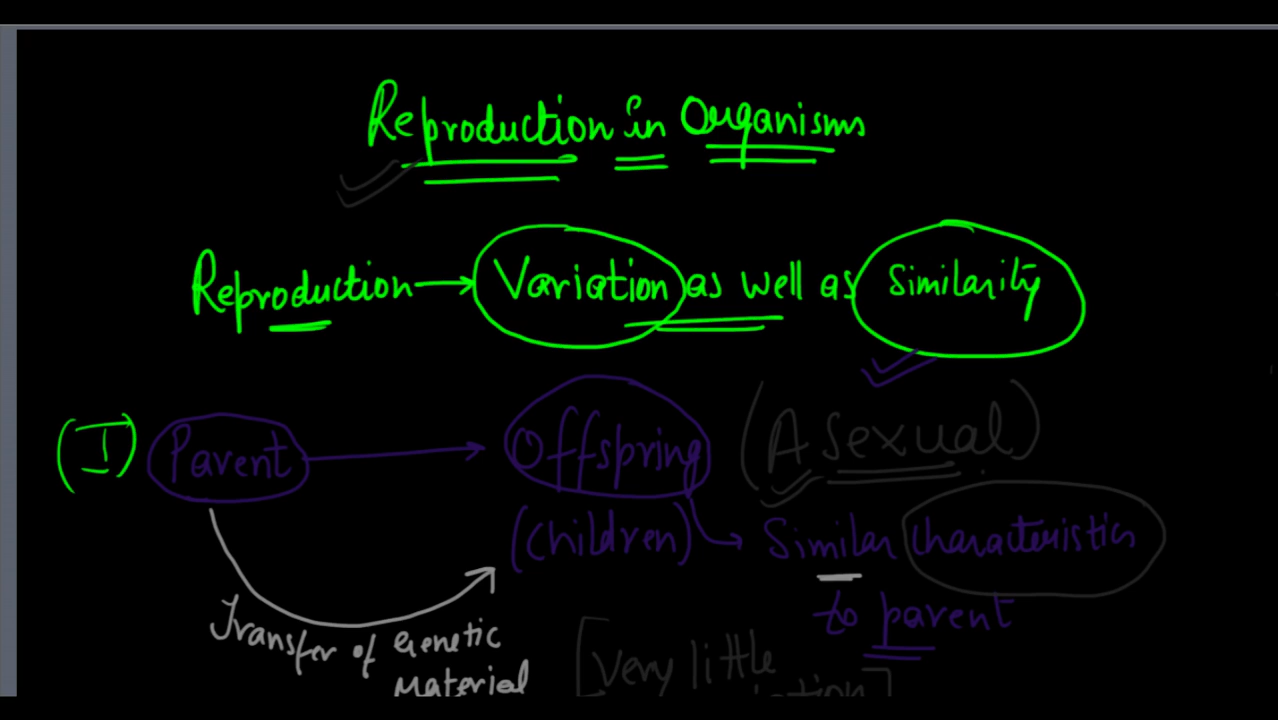 Reproduction in Organisms
Reproduction → Variation as well as Similarity
(I) Parent → Offspring (Asexual)
(children) → Similar characteristics
to parent
Transfer of Genetic
Material
[Very little